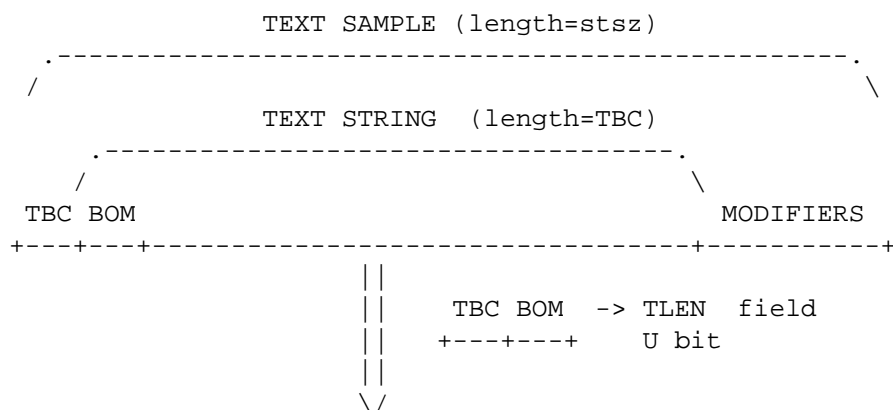 TEXT SAMPLE (length=stsz)
TEXT STRING (length=TBC)
TBC BOM MODIFIERS
TBC BOM -> TLEN field
U bit